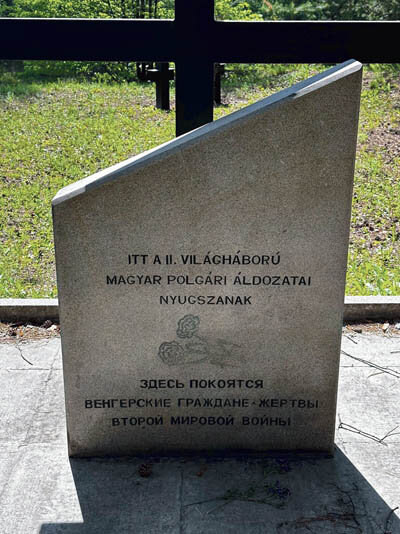 ITT A II. VILÁGHÁBORÚ
MAGYAR POLGÁRI ÁLDOZATAI
NYUGSZANAK
ЗДЕСЬ ПОКОЯТСЯ
ВЕНГЕРСКИЕ ГРАЖДАНЕ-ЖЕРТВЫ
ВТОРОЙ МИРОВОЙ ВОЙНЫ